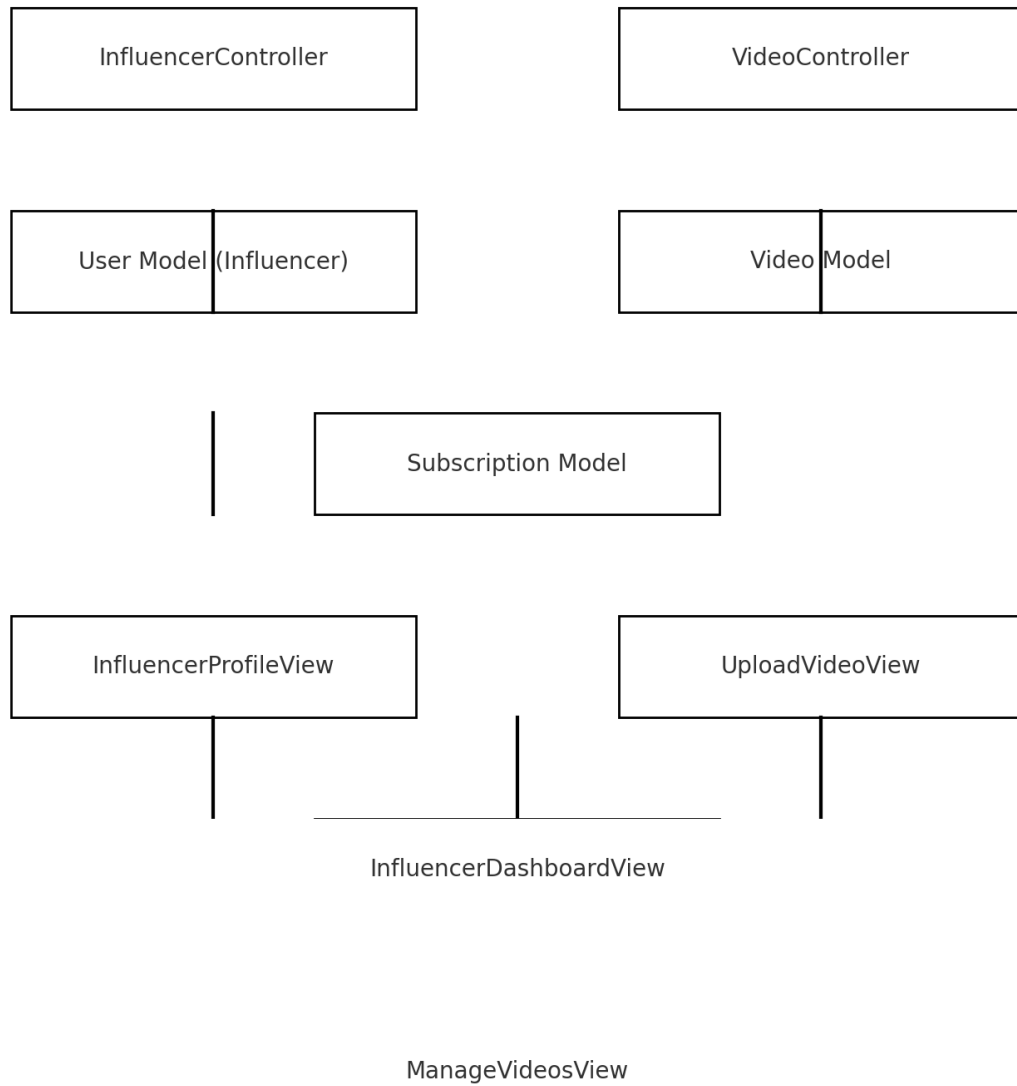 InfluencerController
VideoController
User Model (Influencer)
Video Model
Subscription Model
InfluencerProfileView
UploadVideoView
InfluencerDashboardView
ManageVideosView